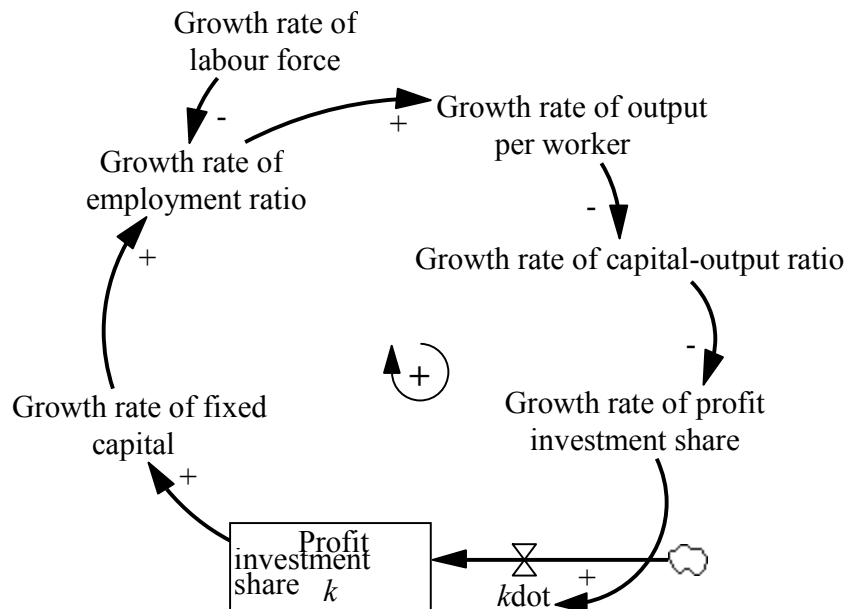 Growth rate of
labour force
-
+
Growth rate of output
per worker
Growth rate of
employment ratio
-
+
Growth rate of capital-output ratio
-
+
Growth rate of fixed
capital
Growth rate of profit
investment share
+
Profit
investment
share k
+
kdot